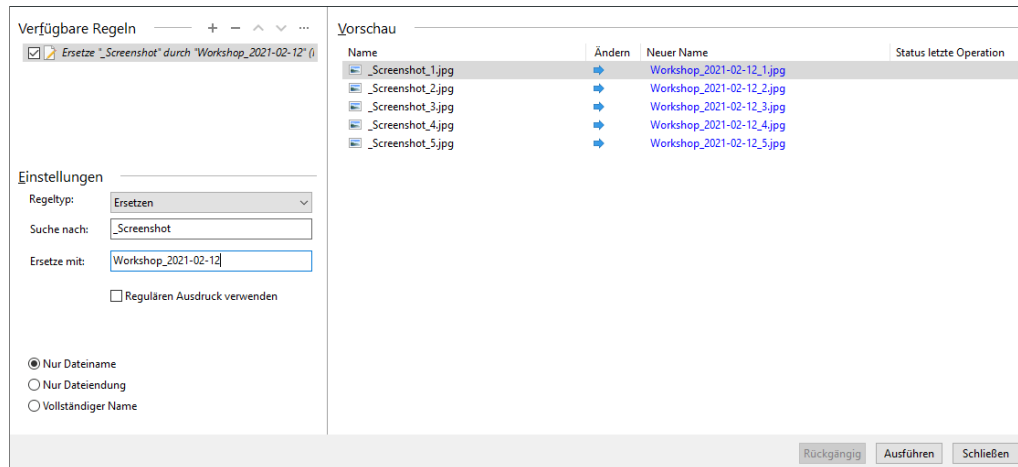 Verfügbare Regeln
Ersetze "_Screenshot" durch "Workshop_2021-02-12" (
Einstellungen
Regeltyp: Ersetzen
Suche nach: _Screenshot
Ersetze mit: Workshop_2021-02-12
Regulären Ausdruck verwenden
Nur Dateiname
Nur Dateiendung
Vollständiger Name
Vorschau
Name Ändern Neuer Name Status letzte Operation
_Screenshot_1.jpg Workshop_2021-02-12_1.jpg
_Screenshot_2.jpg Workshop_2021-02-12_2.jpg
_Screenshot_3.jpg Workshop_2021-02-12_3.jpg
_Screenshot_4.jpg Workshop_2021-02-12_4.jpg
_Screenshot_5.jpg Workshop_2021-02-12_5.jpg
Rückgängig Ausführen Schließen